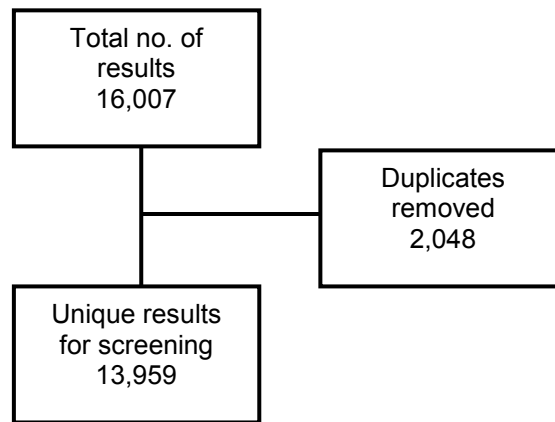 Total no. of
results
16,007
Duplicates
removed
2,048
Unique results
for screening
13,959